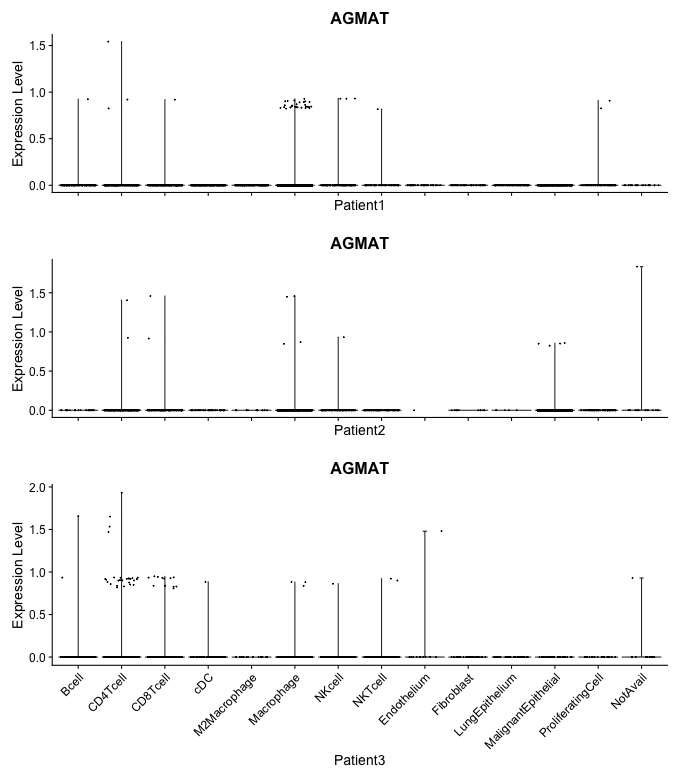 AGMAT
Expression Level
1.5
1.0
0.5
0.0
Patient1
AGMAT
Expression Level
1.5
1.0
0.5
0.0
Patient2
AGMAT
Expression Level
2.0
1.5
1.0
0.5
0.0
Bcell
CD4Tcell
CD8Tcell
cDC
M2Macrophage
Macrophage
NKcell
NKTcell
Endothelium
Fibroblast
LungEpithelium
MalignantEpithelial
ProliferatingCell
NotAvail
Patient3